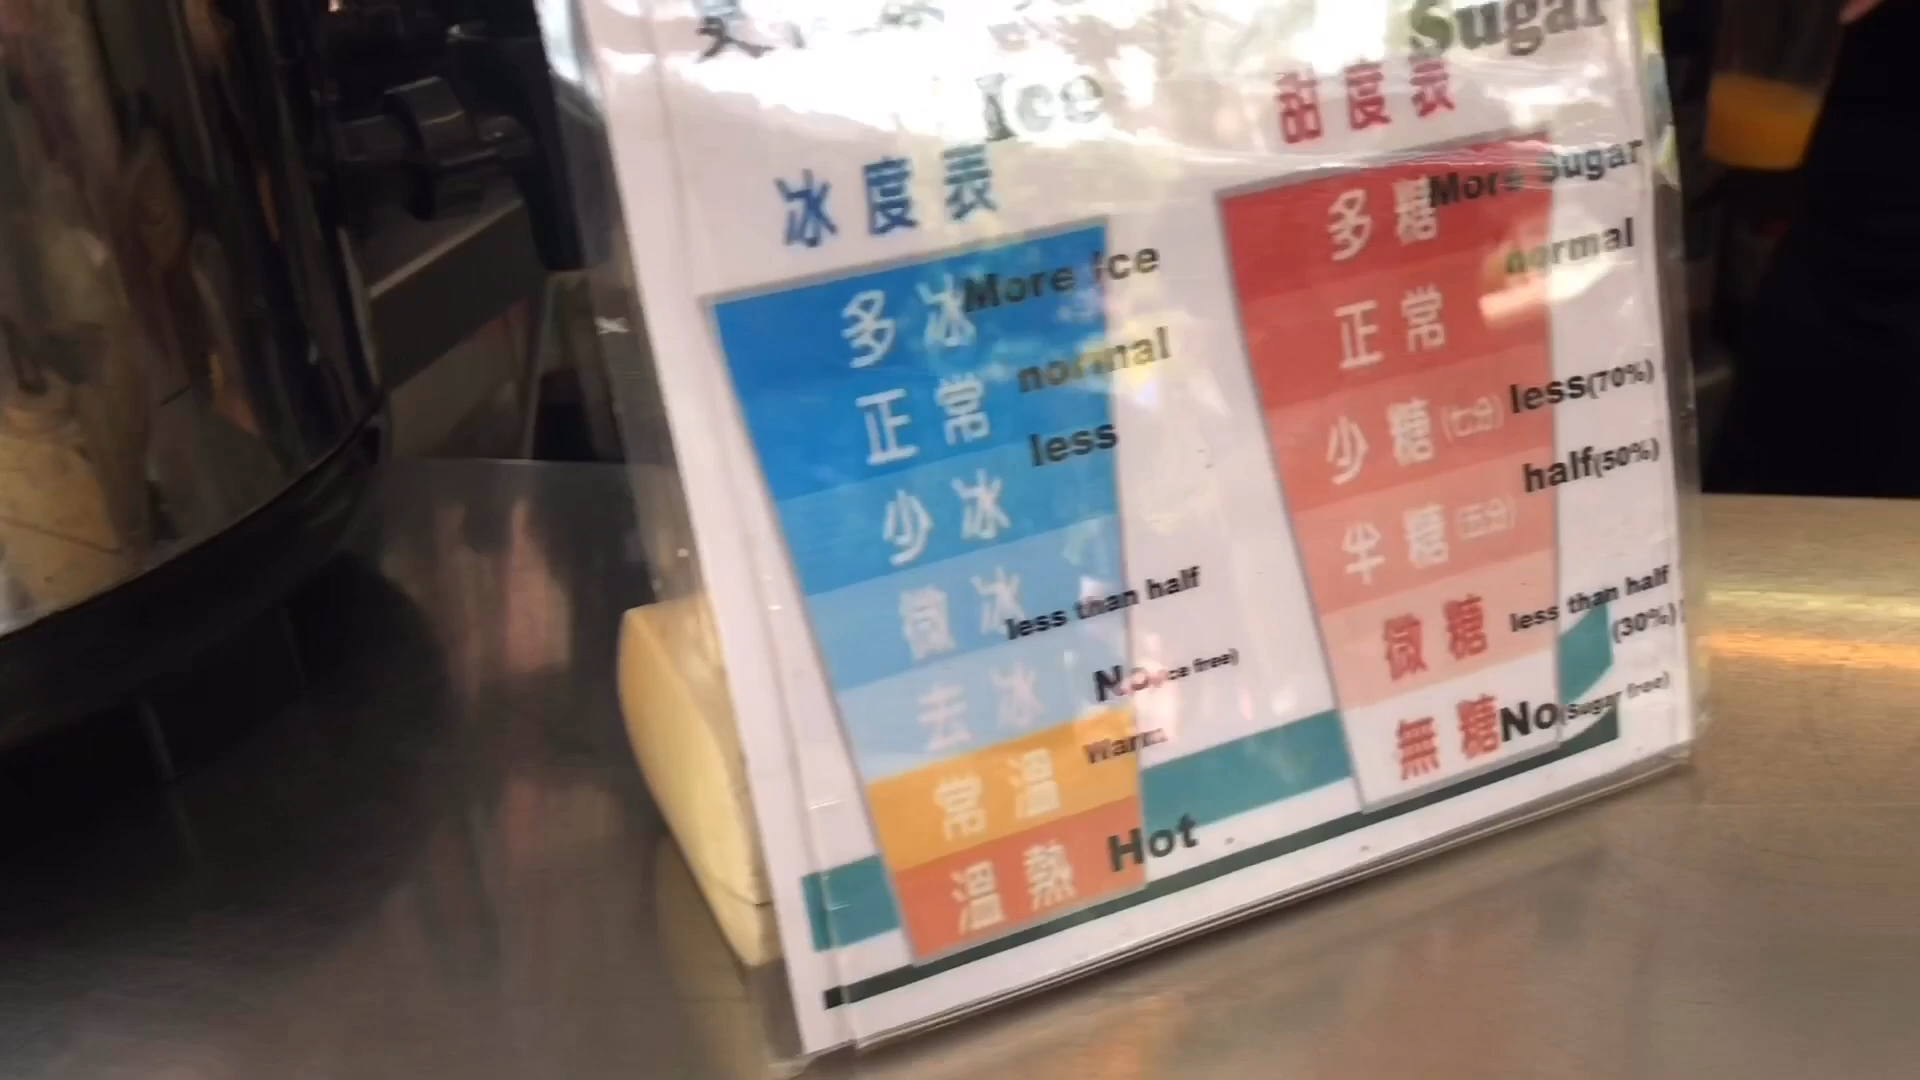 Ice
冰度表
多冰 More Ice
正常 normal
少冰 less
微冰 less than half
去冰 No (ice free)
常溫 Warm
溫熱 Hot
Sugar
甜度表
多糖 More Sugar
正常 normal
少糖(七分) less(70%)
半糖(五分) half(50%)
微糖 less than half
(30%)
無糖 No(sugar free)